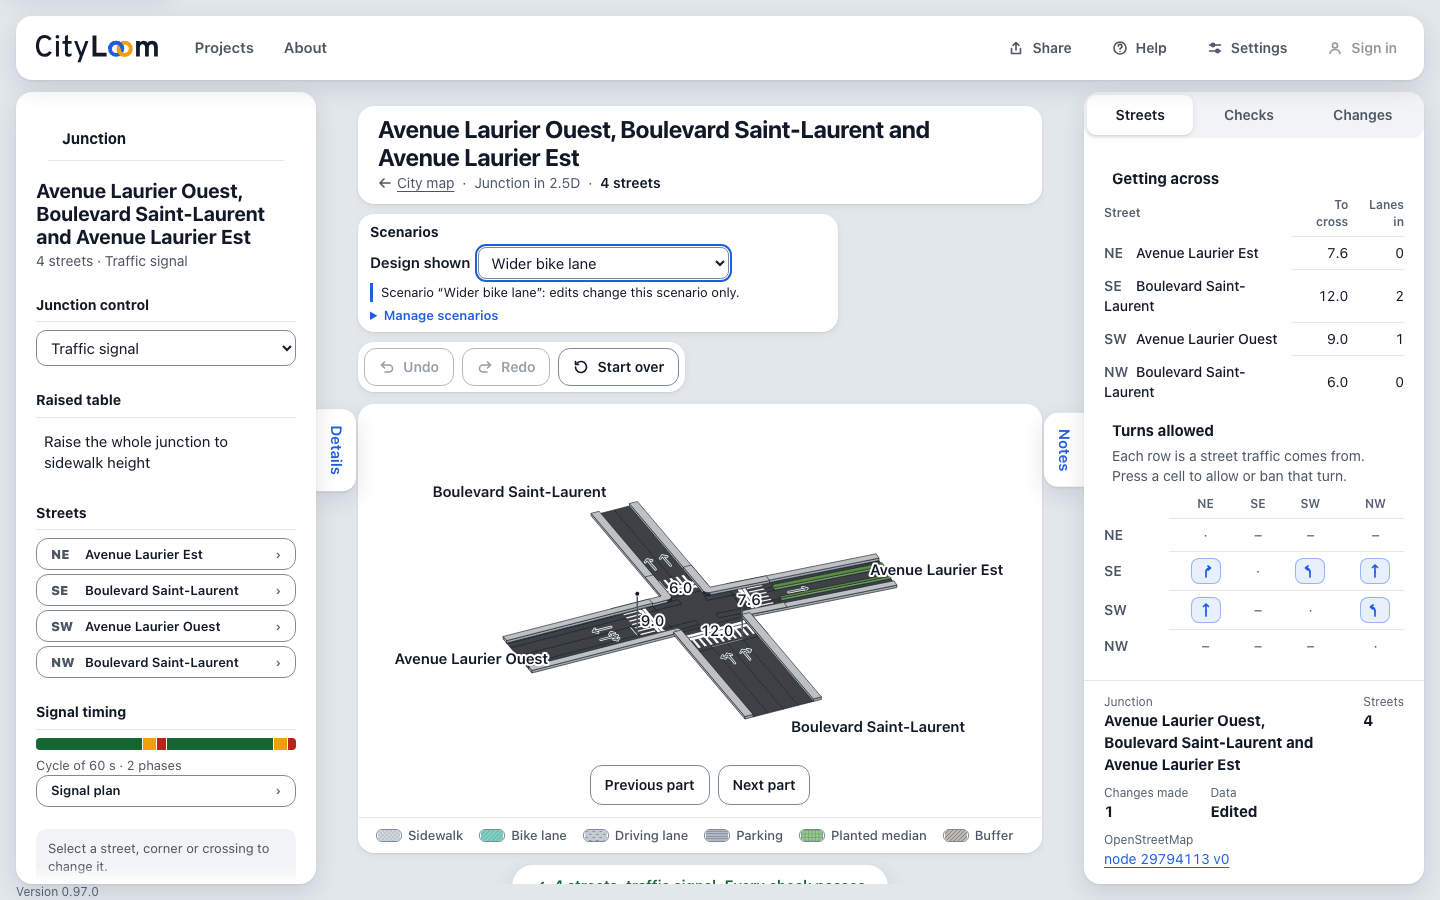 CityLoom
Projects
About
Share
Help
Settings
Sign in
Junction
Avenue Laurier Ouest,
Boulevard Saint-Laurent
and Avenue Laurier Est
4 streets · Traffic signal
Junction control
Traffic signal
Raised table
Raise the whole junction to
sidewalk height
Streets
NE Avenue Laurier Est ›
SE Boulevard Saint-Laurent ›
SW Avenue Laurier Ouest ›
NW Boulevard Saint-Laurent ›
Signal timing
Cycle of 60 s · 2 phases
Signal plan ›
Select a street, corner or crossing to
change it.
Version 0.97.0
Details
Avenue Laurier Ouest, Boulevard Saint-Laurent and
Avenue Laurier Est
← City map · Junction in 2.5D · 4 streets
Scenarios
Design shown Wider bike lane
Scenario “Wider bike lane”: edits change this scenario only.
Manage scenarios
Undo
Redo
Start over
Boulevard Saint-Laurent
Avenue Laurier Est
6.0
7.6
9.0
12.0
Avenue Laurier Ouest
Boulevard Saint-Laurent
Previous part
Next part
Sidewalk
Bike lane
Driving lane
Parking
Planted median
Buffer
4 streets, traffic signal. Every check passes
Notes
Streets
Checks
Changes
Getting across
Street To cross Lanes in
NE Avenue Laurier Est 7.6 0
SE Boulevard Saint-Laurent 12.0 2
SW Avenue Laurier Ouest 9.0 1
NW Boulevard Saint-Laurent 6.0 0
Turns allowed
Each row is a street traffic comes from.
Press a cell to allow or ban that turn.
NE SE SW NW
NE · – – –
SE ·
SW – ·
NW – – – ·
Junction
Avenue Laurier Ouest,
Boulevard Saint-Laurent and
Avenue Laurier Est
Streets
4
Changes made
1
Data
Edited
OpenStreetMap
node 29794113 v0